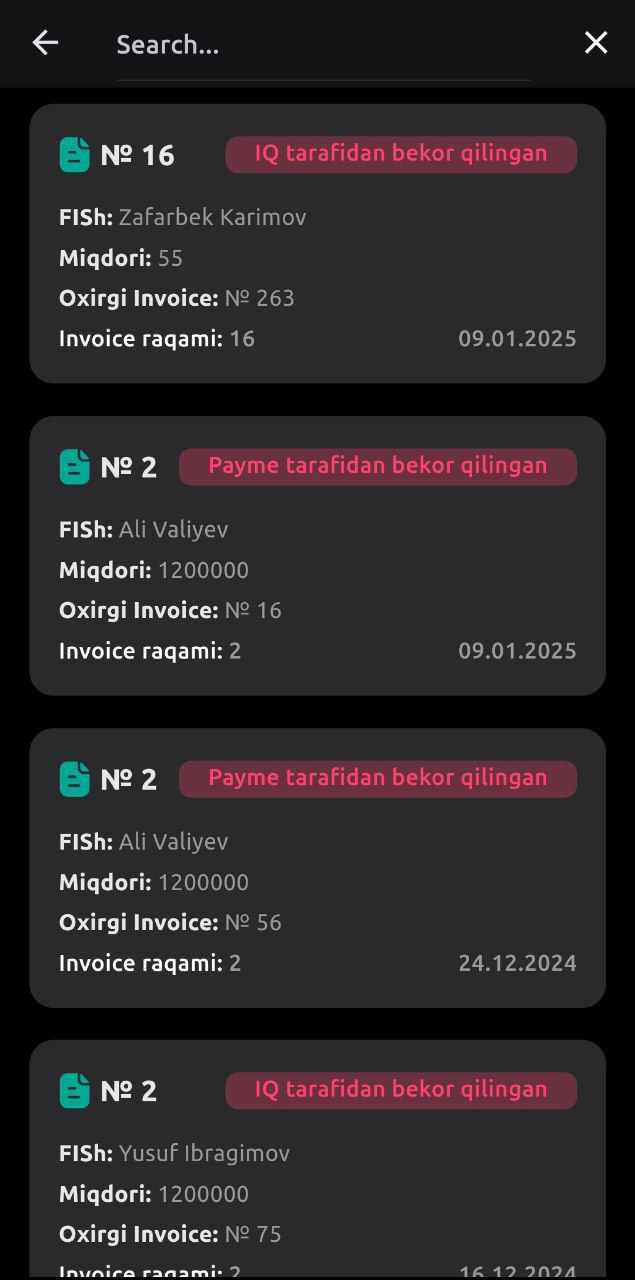 Search...
№ 16 IQ tarafidan bekor qilingan
FISh: Zafarbek Karimov
Miqdori: 55
Oxirgi Invoice: № 263
Invoice raqami: 16 09.01.2025
№ 2 Payme tarafidan bekor qilingan
FISh: Ali Valiyev
Miqdori: 1200000
Oxirgi Invoice: № 16
Invoice raqami: 2 09.01.2025
№ 2 Payme tarafidan bekor qilingan
FISh: Ali Valiyev
Miqdori: 1200000
Oxirgi Invoice: № 56
Invoice raqami: 2 24.12.2024
№ 2 IQ tarafidan bekor qilingan
FISh: Yusuf Ibragimov
Miqdori: 1200000
Oxirgi Invoice: № 75
Invoice raqami: 2 16.12.2024